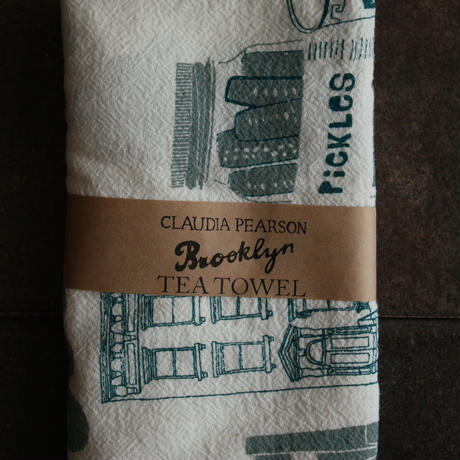 PicKLES
CLAUDIA PEARSON
Brooklyn
TEA TOWEL